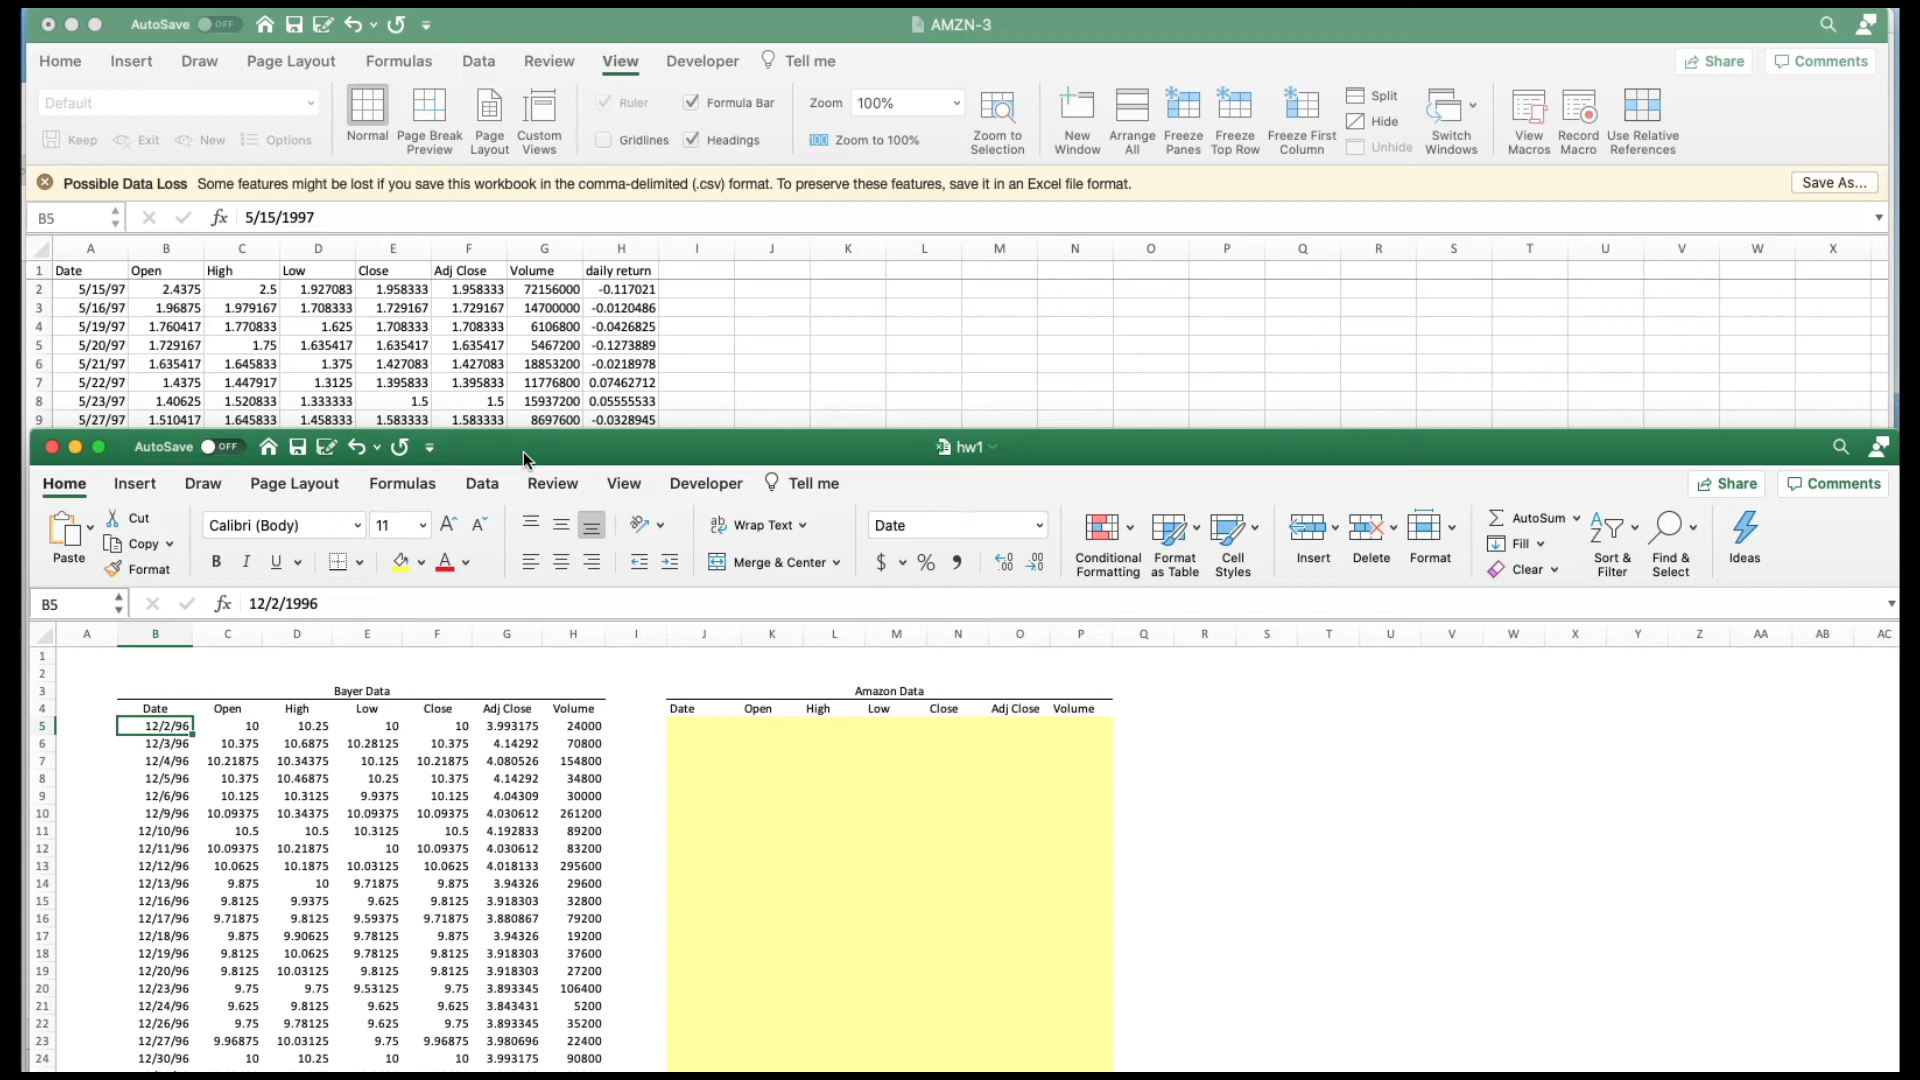 AutoSave OFF AMZN-3
Home Insert Draw Page Layout Formulas Data Review View Developer Tell me Share Comments
Default Ruler Formula Bar Zoom 100% Split
Keep Exit New Options Gridlines Headings Zoom to 100% Hide Unhide
Normal Page Break Preview Page Layout Custom Views Zoom to Selection New Window Arrange All Freeze Panes Freeze Top Row Freeze First Column Switch Windows View Macros Record Macro Use Relative References
Possible Data Loss Some features might be lost if you save this workbook in the comma-delimited (.csv) format. To preserve these features, save it in an Excel file format. Save As...
B5 fx 5/15/1997
A B C D E F G H I J K L M N O P Q R S T U V W X
1 Date Open High Low Close Adj Close Volume daily return
2 5/15/97 2.4375 2.5 1.927083 1.958333 1.958333 72156000 -0.117021
3 5/16/97 1.96875 1.979167 1.708333 1.729167 1.729167 14700000 -0.0120486
4 5/19/97 1.760417 1.770833 1.625 1.708333 1.708333 6106800 -0.0426825
5 5/20/97 1.729167 1.75 1.635417 1.635417 1.635417 5467200 -0.1273889
6 5/21/97 1.635417 1.645833 1.375 1.427083 1.427083 18853200 -0.0218978
7 5/22/97 1.4375 1.447917 1.3125 1.395833 1.395833 11776800 0.07462712
8 5/23/97 1.40625 1.520833 1.333333 1.5 1.5 15937200 0.05555533
9 5/27/97 1.510417 1.645833 1.458333 1.583333 1.583333 8697600 -0.0328945
AutoSave OFF hw1
Home Insert Draw Page Layout Formulas Data Review View Developer Tell me Share Comments
Paste Cut Copy Format Calibri (Body) 11 A A Wrap Text Date AutoSum Fill Clear
B I U A Merge & Center $ % Conditional Formatting Format as Table Cell Styles Insert Delete Format Sort & Filter Find & Select Ideas
B5 fx 12/2/1996
A B C D E F G H I J K L M N O P Q R S T U V W X Y Z AA AB AC
1
2
3 Bayer Data Amazon Data
4 Date Open High Low Close Adj Close Volume Date Open High Low Close Adj Close Volume
5 12/2/96 10 10.25 10 10 3.993175 24000
6 12/3/96 10.375 10.6875 10.28125 10.375 4.14292 70800
7 12/4/96 10.21875 10.34375 10.125 10.21875 4.080526 154800
8 12/5/96 10.375 10.46875 10.25 10.375 4.14292 34800
9 12/6/96 10.125 10.3125 9.9375 10.125 4.04309 30000
10 12/9/96 10.09375 10.34375 10.09375 10.09375 4.030612 261200
11 12/10/96 10.5 10.5 10.3125 10.5 4.192833 89200
12 12/11/96 10.09375 10.21875 10 10.09375 4.030612 83200
13 12/12/96 10.0625 10.1875 10.03125 10.0625 4.018133 295600
14 12/13/96 9.875 10 9.71875 9.875 3.94326 29600
15 12/16/96 9.8125 9.9375 9.625 9.8125 3.918303 32800
16 12/17/96 9.71875 9.8125 9.59375 9.71875 3.880867 79200
17 12/18/96 9.875 9.90625 9.78125 9.875 3.94326 19200
18 12/19/96 9.8125 10.0625 9.78125 9.8125 3.918303 37600
19 12/20/96 9.8125 10.03125 9.8125 9.8125 3.918303 27200
20 12/23/96 9.75 9.75 9.53125 9.75 3.893345 106400
21 12/24/96 9.625 9.8125 9.625 9.625 3.843431 5200
22 12/26/96 9.75 9.78125 9.625 9.75 3.893345 35200
23 12/27/96 9.96875 10.03125 9.75 9.96875 3.980696 22400
24 12/30/96 10 10.25 10 10 3.993175 90800